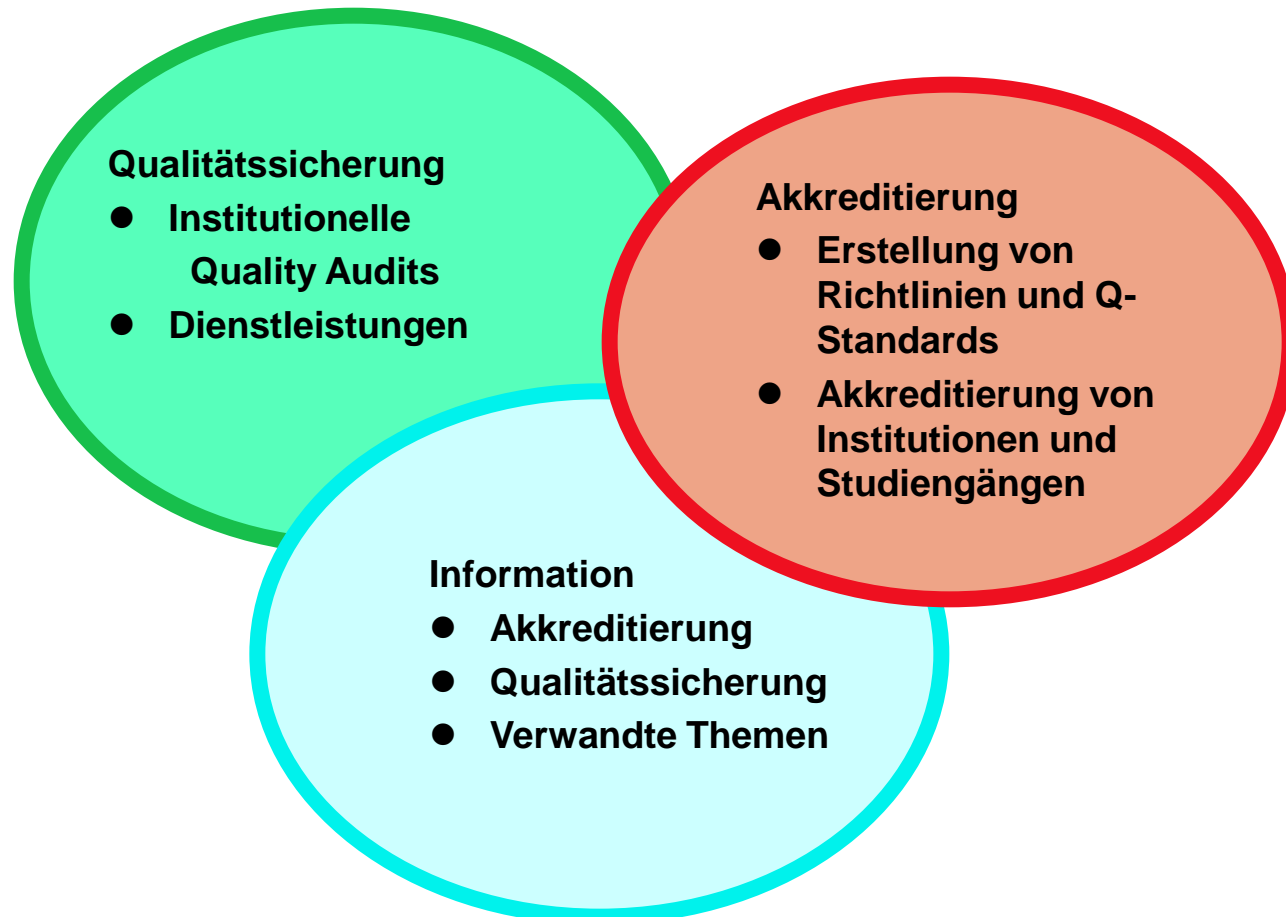 Qualitätssicherung
● Institutionelle
Quality Audits
● Dienstleistungen
Akkreditierung
● Erstellung von
Richtlinien und Q-
Standards
● Akkreditierung von
Institutionen und
Studiengängen
Information
● Akkreditierung
● Qualitätssicherung
● Verwandte Themen